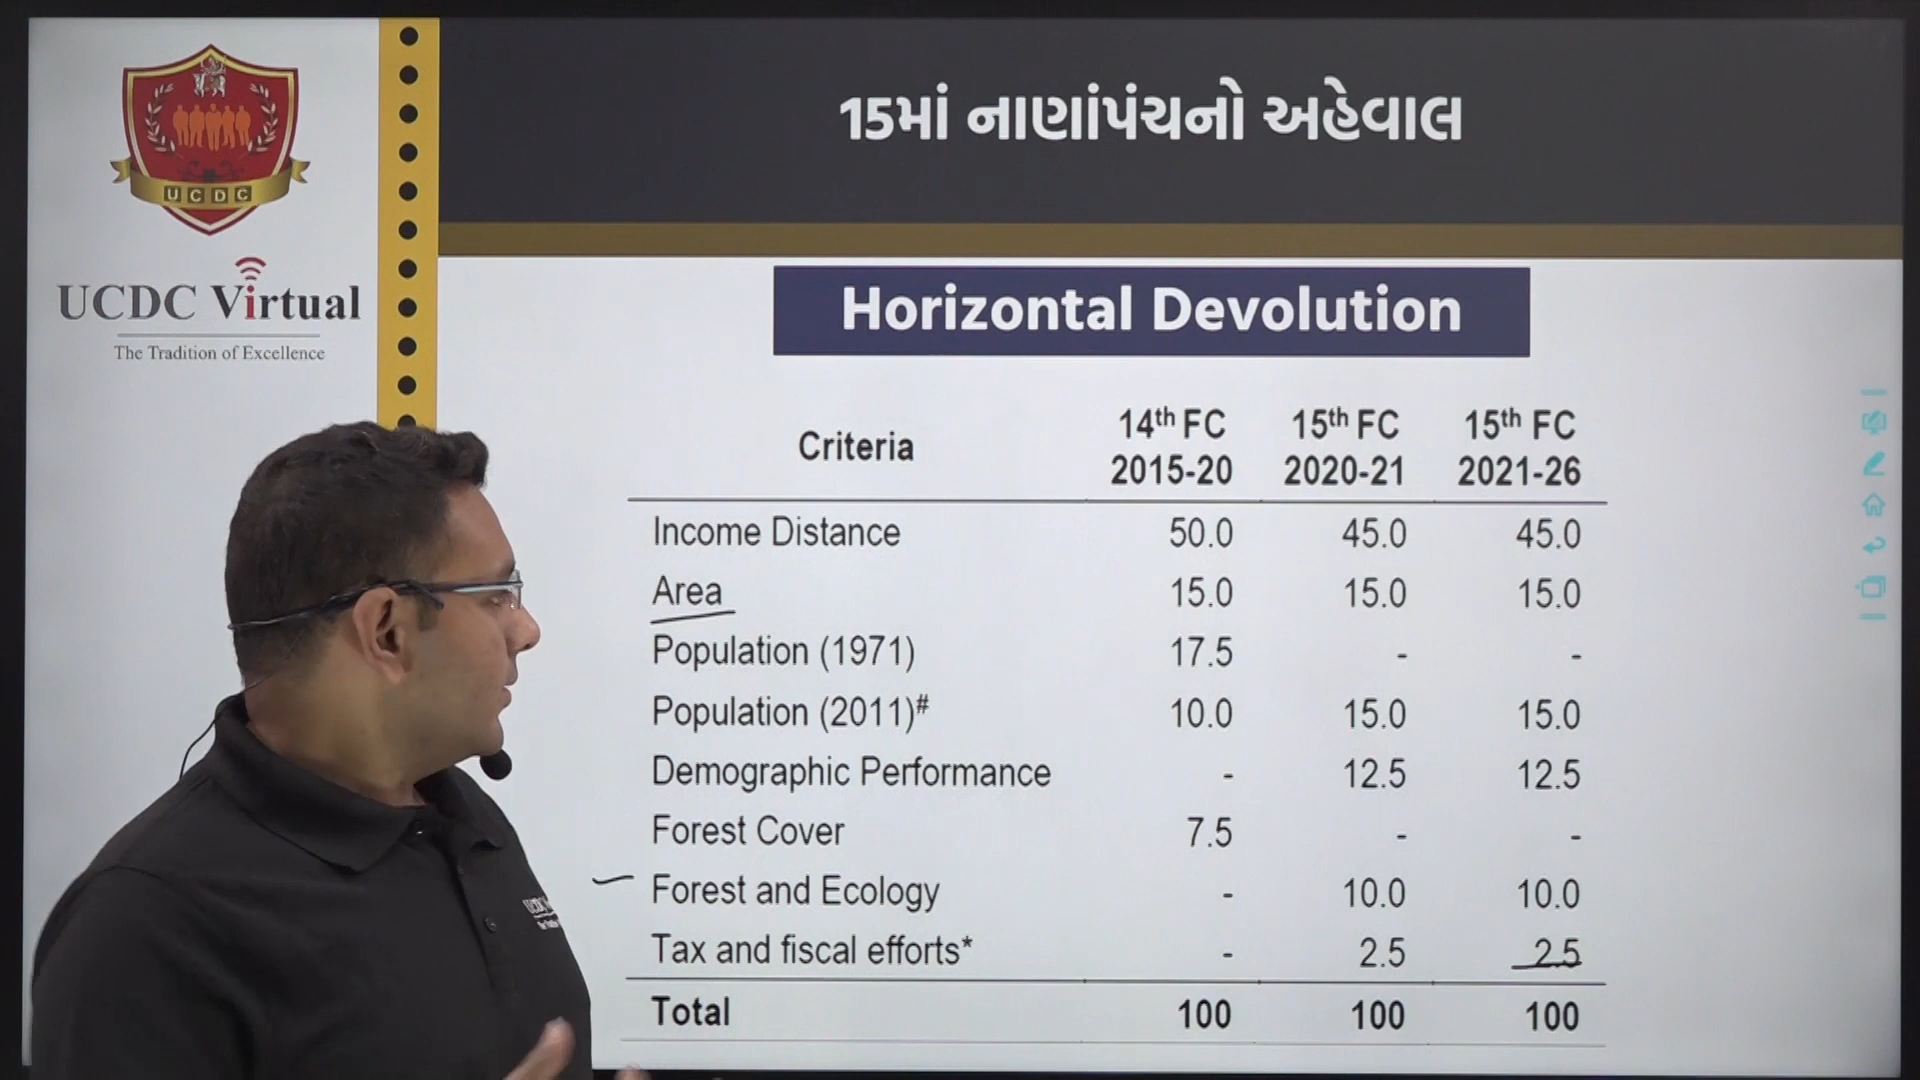 15માં નાણાંપંચનો અહેવાલ
UCDC
UCDC Virtual
The Tradition of Excellence
Horizontal Devolution
Criteria 14th FC 2015-20 15th FC 2020-21 15th FC 2021-26
Income Distance 50.0 45.0 45.0
Area 15.0 15.0 15.0
Population (1971) 17.5 - -
Population (2011)# 10.0 15.0 15.0
Demographic Performance - 12.5 12.5
Forest Cover 7.5 - -
Forest and Ecology - 10.0 10.0
Tax and fiscal efforts* - 2.5 2.5
Total 100 100 100